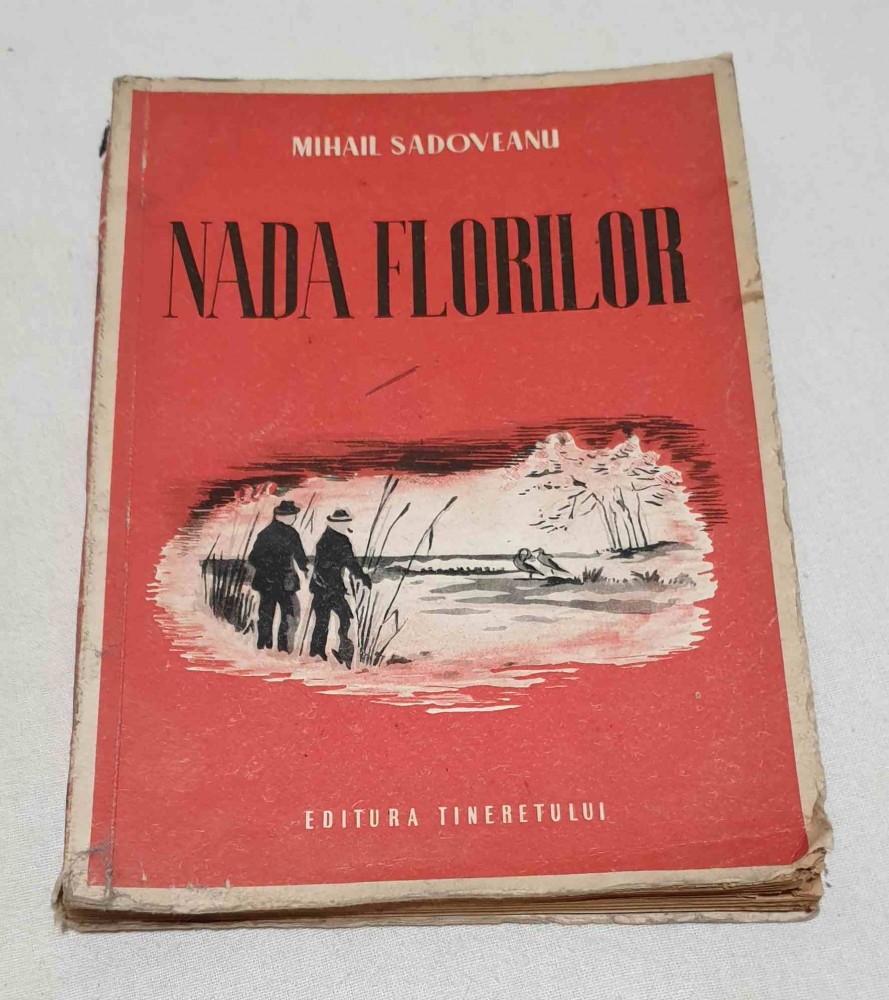 MIHAIL SADOVEANU
NADA FLORILOR
EDITURA TINERETULUI